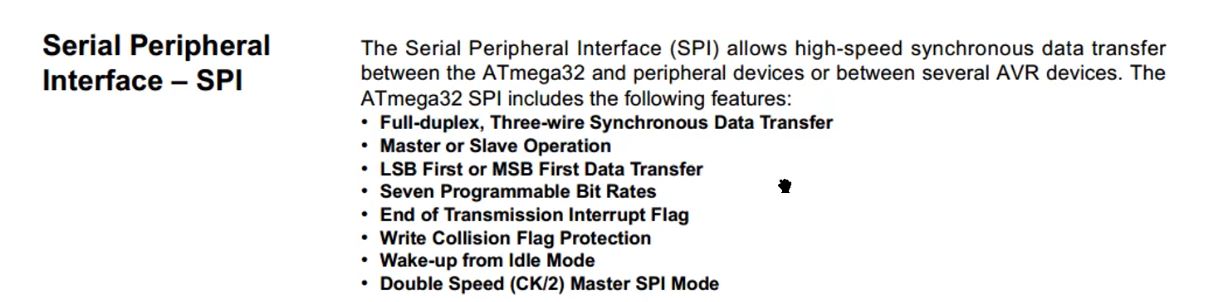 Serial Peripheral
Interface – SPI
The Serial Peripheral Interface (SPI) allows high-speed synchronous data transfer
between the ATmega32 and peripheral devices or between several AVR devices. The
ATmega32 SPI includes the following features:
• Full-duplex, Three-wire Synchronous Data Transfer
• Master or Slave Operation
• LSB First or MSB First Data Transfer
• Seven Programmable Bit Rates
• End of Transmission Interrupt Flag
• Write Collision Flag Protection
• Wake-up from Idle Mode
• Double Speed (CK/2) Master SPI Mode